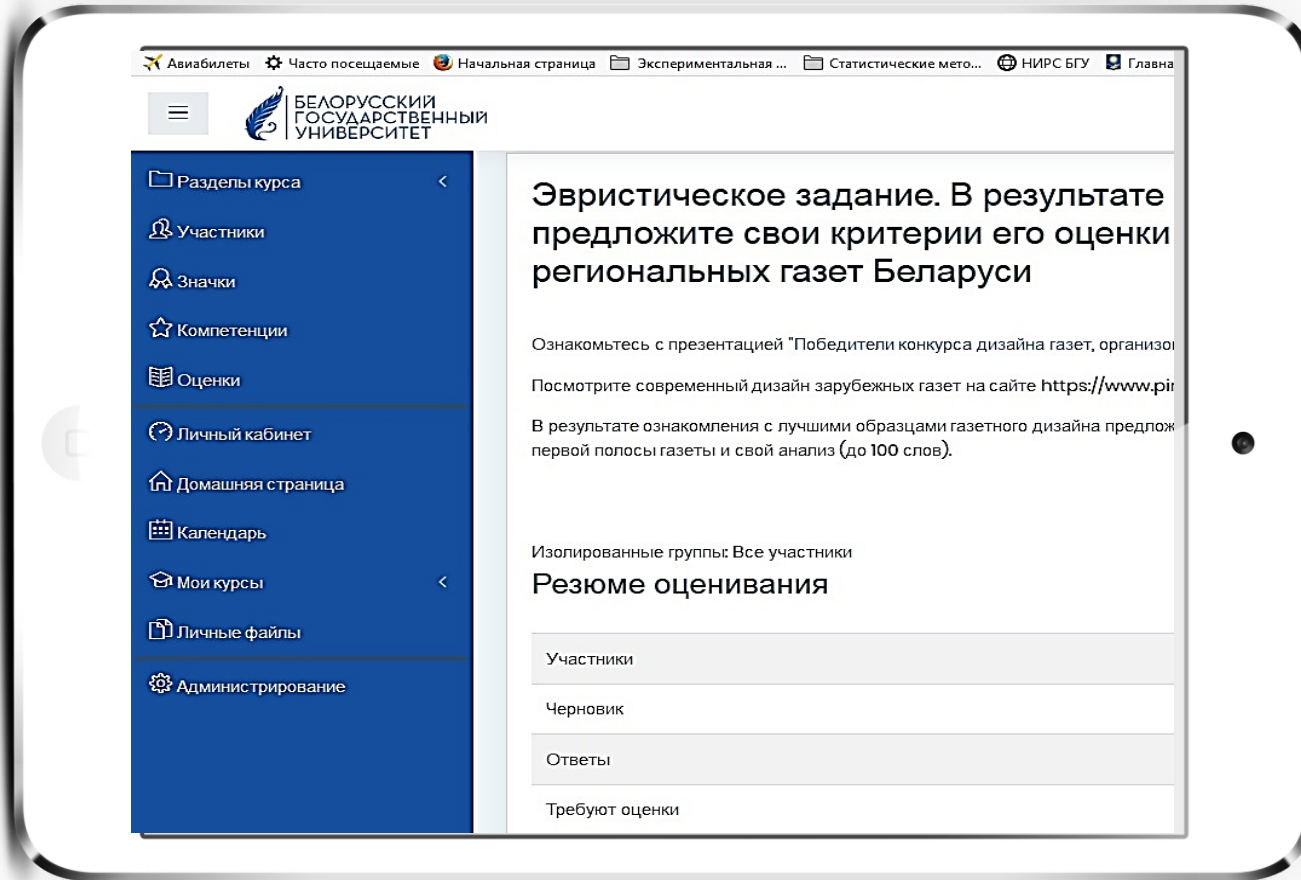 Авиабилеты Часто посещаемые Начальная страница Экспериментальная ... Статистические мето... НИРС БГУ Главна
БЕЛОРУССКИЙ
ГОСУДАРСТВЕННЫЙ
УНИВЕРСИТЕТ
Разделы курса
Участники
Значки
Компетенции
Оценки
Личный кабинет
Домашняя страница
Календарь
Мои курсы
Личные файлы
Администрирование
Эвристическое задание. В результате
предложите свои критерии его оценки
региональных газет Беларуси
Ознакомьтесь с презентацией "Победители конкурса дизайна газет, организо
Посмотрите современный дизайн зарубежных газет на сайте https://www.pin
В результате ознакомления с лучшими образцами газетного дизайна предлож
первой полосы газеты и свой анализ (до 100 слов).
Изолированные группы: Все участники
Резюме оценивания
Участники
Черновик
Ответы
Требуют оценки